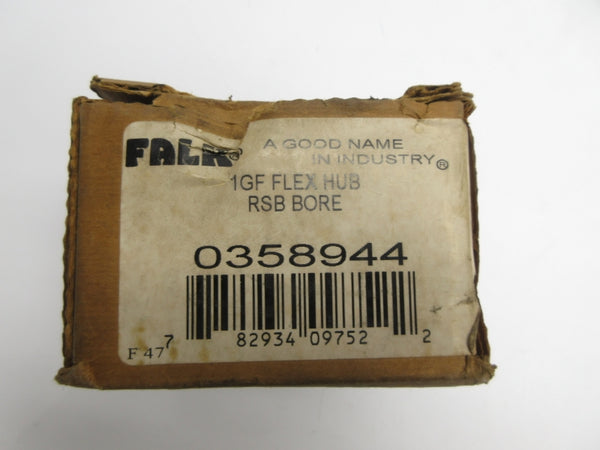 FALK® A GOOD NAME
IN INDUSTRY®
1GF FLEX HUB
RSB BORE
0358944
7 82934 09752 2
F 47